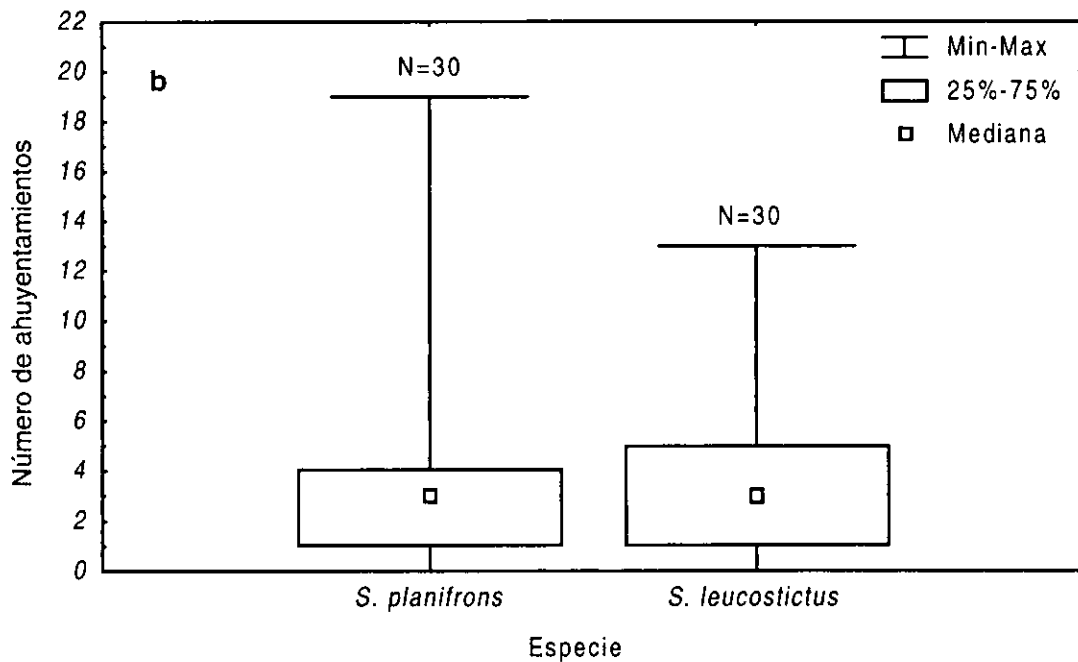 b
Número de ahuyentamientos
22
20
18
16
14
12
10
8
6
4
2
0
N=30
N=30
Min-Max
25%-75%
Mediana
S. planifrons
S. leucostictus
Especie